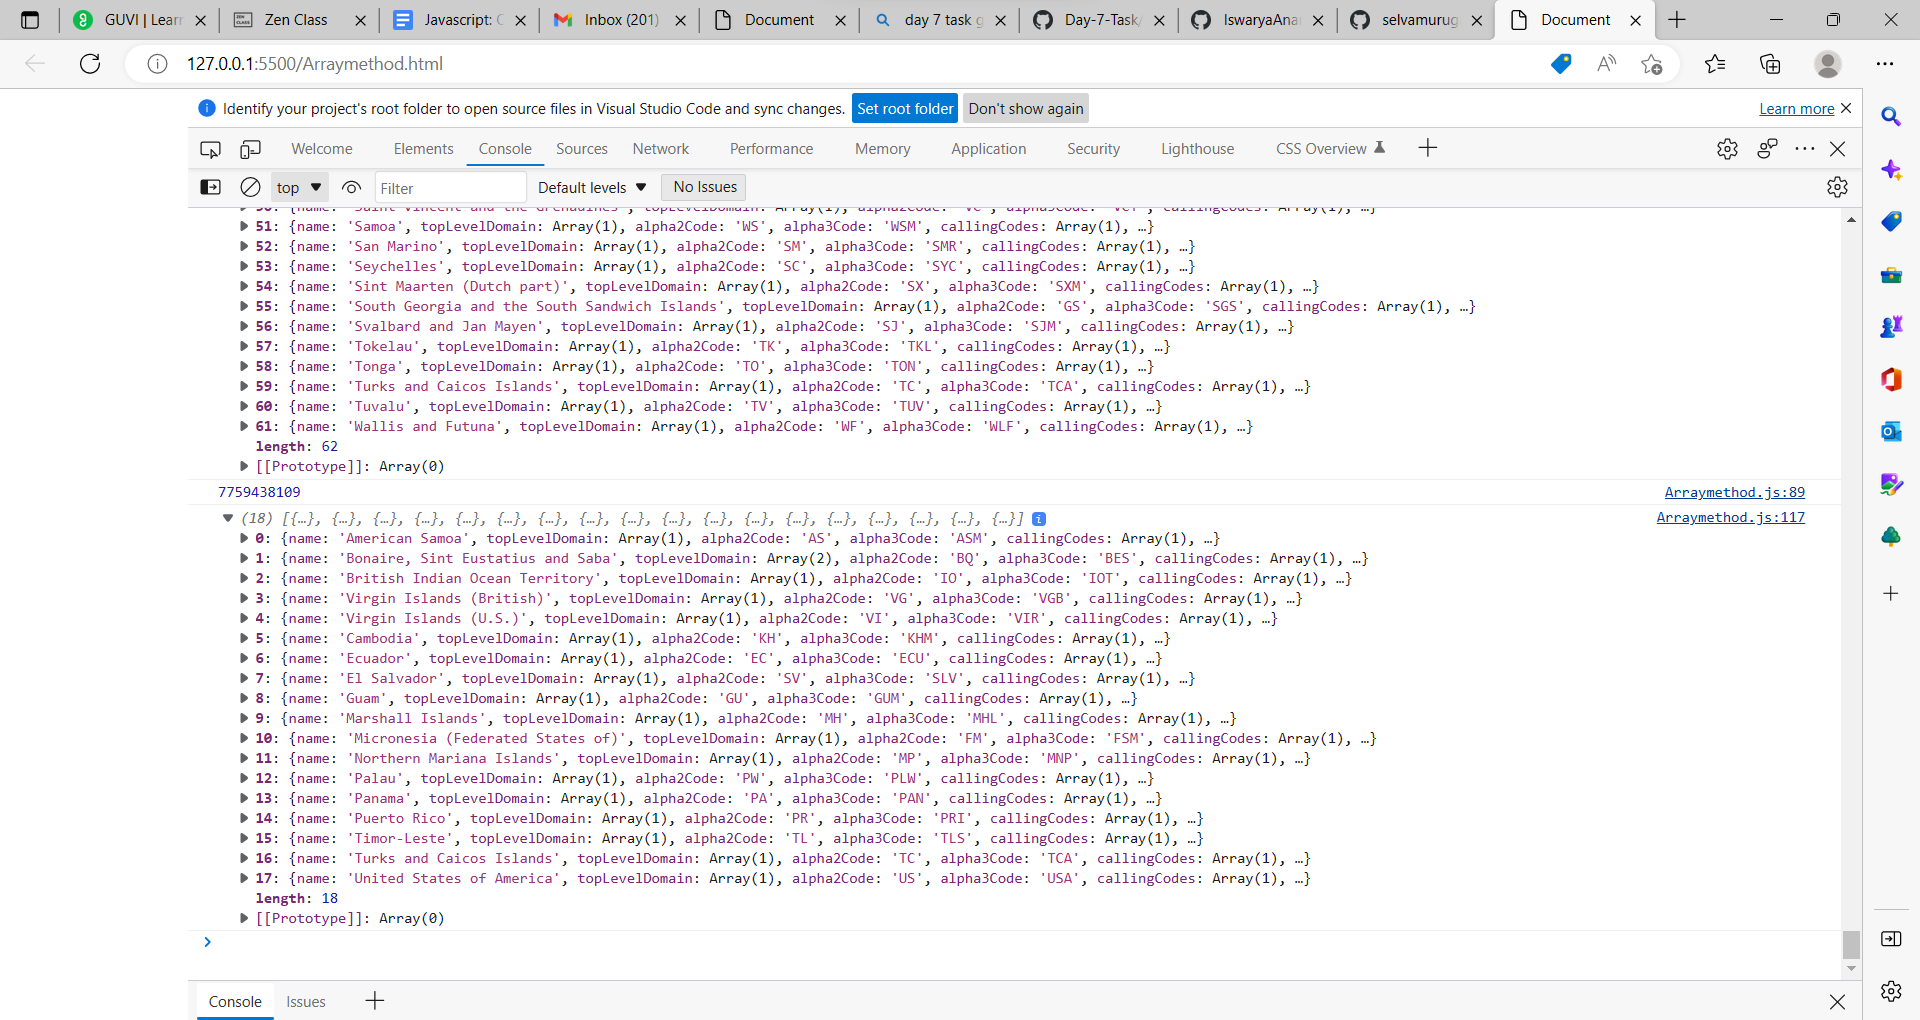 GUVI | Lear
Zen Class
Javascript: C
Inbox (201)
Document
day 7 task g
Day-7-Task/
IswaryaAna
selvamurug
Document
127.0.0.1:5500/Arraymethod.html
Identify your project's root folder to open source files in Visual Studio Code and sync changes. Set root folder Don't show again Learn more
Welcome Elements Console Sources Network Performance Memory Application Security Lighthouse CSS Overview
top Filter Default levels No Issues
50: {name: 'Saint Vincent and the Grenadines', topLevelDomain: Array(1), alpha2Code: 'VC', alpha3Code: 'VCT', callingCodes: Array(1), …}
51: {name: 'Samoa', topLevelDomain: Array(1), alpha2Code: 'WS', alpha3Code: 'WSM', callingCodes: Array(1), …}
52: {name: 'San Marino', topLevelDomain: Array(1), alpha2Code: 'SM', alpha3Code: 'SMR', callingCodes: Array(1), …}
53: {name: 'Seychelles', topLevelDomain: Array(1), alpha2Code: 'SC', alpha3Code: 'SYC', callingCodes: Array(1), …}
54: {name: 'Sint Maarten (Dutch part)', topLevelDomain: Array(1), alpha2Code: 'SX', alpha3Code: 'SXM', callingCodes: Array(1), …}
55: {name: 'South Georgia and the South Sandwich Islands', topLevelDomain: Array(1), alpha2Code: 'GS', alpha3Code: 'SGS', callingCodes: Array(1), …}
56: {name: 'Svalbard and Jan Mayen', topLevelDomain: Array(1), alpha2Code: 'SJ', alpha3Code: 'SJM', callingCodes: Array(1), …}
57: {name: 'Tokelau', topLevelDomain: Array(1), alpha2Code: 'TK', alpha3Code: 'TKL', callingCodes: Array(1), …}
58: {name: 'Tonga', topLevelDomain: Array(1), alpha2Code: 'TO', alpha3Code: 'TON', callingCodes: Array(1), …}
59: {name: 'Turks and Caicos Islands', topLevelDomain: Array(1), alpha2Code: 'TC', alpha3Code: 'TCA', callingCodes: Array(1), …}
60: {name: 'Tuvalu', topLevelDomain: Array(1), alpha2Code: 'TV', alpha3Code: 'TUV', callingCodes: Array(1), …}
61: {name: 'Wallis and Futuna', topLevelDomain: Array(1), alpha2Code: 'WF', alpha3Code: 'WLF', callingCodes: Array(1), …}
length: 62
[[Prototype]]: Array(0)
7759438109 Arraymethod.js:89
(18) [{…}, {…}, {…}, {…}, {…}, {…}, {…}, {…}, {…}, {…}, {…}, {…}, {…}, {…}, {…}, {…}, {…}, {…}] i Arraymethod.js:117
0: {name: 'American Samoa', topLevelDomain: Array(1), alpha2Code: 'AS', alpha3Code: 'ASM', callingCodes: Array(1), …}
1: {name: 'Bonaire, Sint Eustatius and Saba', topLevelDomain: Array(2), alpha2Code: 'BQ', alpha3Code: 'BES', callingCodes: Array(1), …}
2: {name: 'British Indian Ocean Territory', topLevelDomain: Array(1), alpha2Code: 'IO', alpha3Code: 'IOT', callingCodes: Array(1), …}
3: {name: 'Virgin Islands (British)', topLevelDomain: Array(1), alpha2Code: 'VG', alpha3Code: 'VGB', callingCodes: Array(1), …}
4: {name: 'Virgin Islands (U.S.)', topLevelDomain: Array(1), alpha2Code: 'VI', alpha3Code: 'VIR', callingCodes: Array(1), …}
5: {name: 'Cambodia', topLevelDomain: Array(1), alpha2Code: 'KH', alpha3Code: 'KHM', callingCodes: Array(1), …}
6: {name: 'Ecuador', topLevelDomain: Array(1), alpha2Code: 'EC', alpha3Code: 'ECU', callingCodes: Array(1), …}
7: {name: 'El Salvador', topLevelDomain: Array(1), alpha2Code: 'SV', alpha3Code: 'SLV', callingCodes: Array(1), …}
8: {name: 'Guam', topLevelDomain: Array(1), alpha2Code: 'GU', alpha3Code: 'GUM', callingCodes: Array(1), …}
9: {name: 'Marshall Islands', topLevelDomain: Array(1), alpha2Code: 'MH', alpha3Code: 'MHL', callingCodes: Array(1), …}
10: {name: 'Micronesia (Federated States of)', topLevelDomain: Array(1), alpha2Code: 'FM', alpha3Code: 'FSM', callingCodes: Array(1), …}
11: {name: 'Northern Mariana Islands', topLevelDomain: Array(1), alpha2Code: 'MP', alpha3Code: 'MNP', callingCodes: Array(1), …}
12: {name: 'Palau', topLevelDomain: Array(1), alpha2Code: 'PW', alpha3Code: 'PLW', callingCodes: Array(1), …}
13: {name: 'Panama', topLevelDomain: Array(1), alpha2Code: 'PA', alpha3Code: 'PAN', callingCodes: Array(1), …}
14: {name: 'Puerto Rico', topLevelDomain: Array(1), alpha2Code: 'PR', alpha3Code: 'PRI', callingCodes: Array(1), …}
15: {name: 'Timor-Leste', topLevelDomain: Array(1), alpha2Code: 'TL', alpha3Code: 'TLS', callingCodes: Array(1), …}
16: {name: 'Turks and Caicos Islands', topLevelDomain: Array(1), alpha2Code: 'TC', alpha3Code: 'TCA', callingCodes: Array(1), …}
17: {name: 'United States of America', topLevelDomain: Array(1), alpha2Code: 'US', alpha3Code: 'USA', callingCodes: Array(1), …}
length: 18
[[Prototype]]: Array(0)
Console Issues